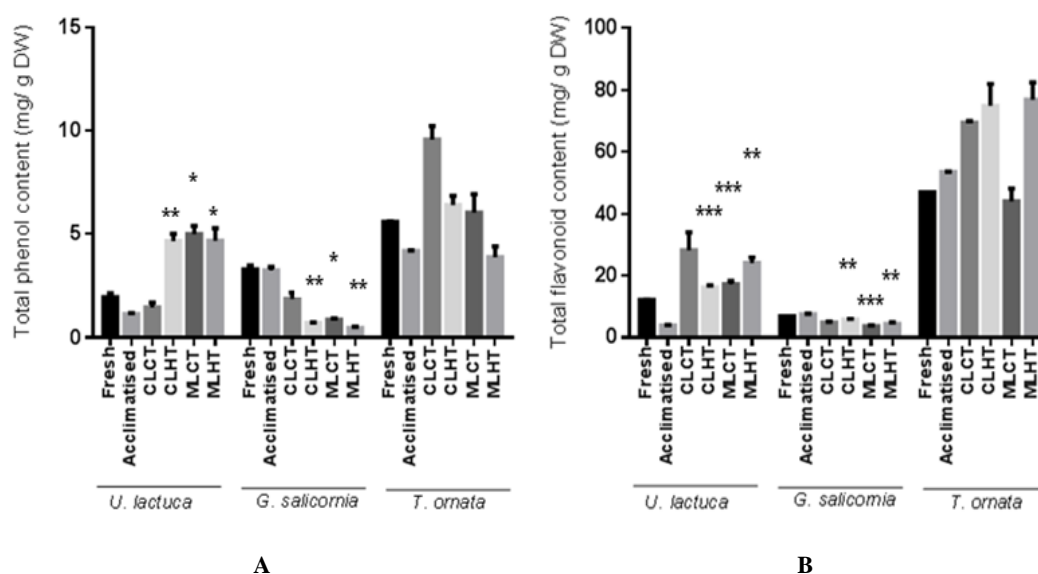 Total phenol content (mg/ g DW)
15
10
5
0
**
*
*
**
*
**
Fresh
Acclimatised
CLCT
CLHT
MLCT
MLHT
Fresh
Acclimatised
CLCT
CLHT
MLCT
MLHT
Fresh
Acclimatised
CLCT
CLHT
MLCT
MLHT
U. lactuca
G. salicornia
T. ornata
A
Total flavonoid content (mg/ g DW)
100
80
60
40
20
0
***
***
**
**
***
**
Fresh
Acclimatised
CLCT
CLHT
MLCT
MLHT
Fresh
Acclimatised
CLCT
CLHT
MLCT
MLHT
Fresh
Acclimatised
CLCT
CLHT
MLCT
MLHT
U. lactuca
G. salicornia
T. ornata
B